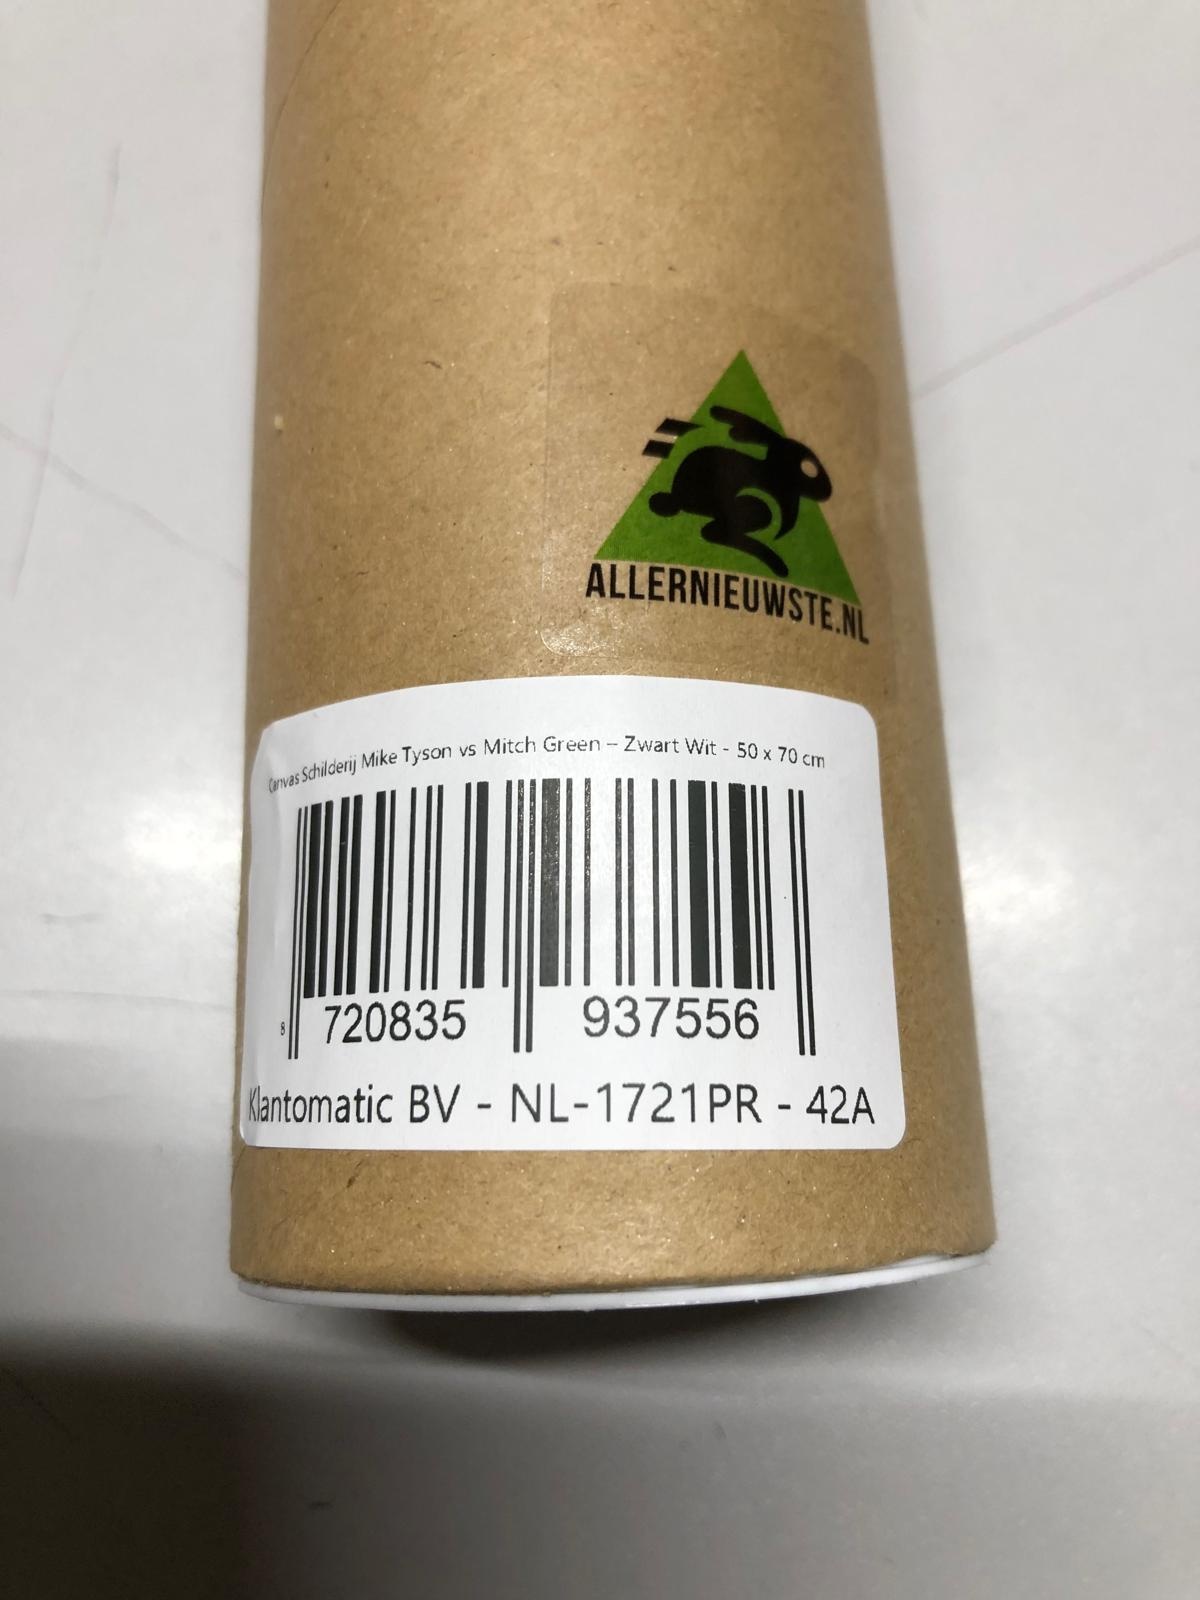 ALLERNIEUWSTE.NL
Canvas Schilderij Mike Tyson vs Mitch Green – Zwart Wit - 50 x 70 cm
8 720835 937556
Klantomatic BV - NL-1721PR - 42A